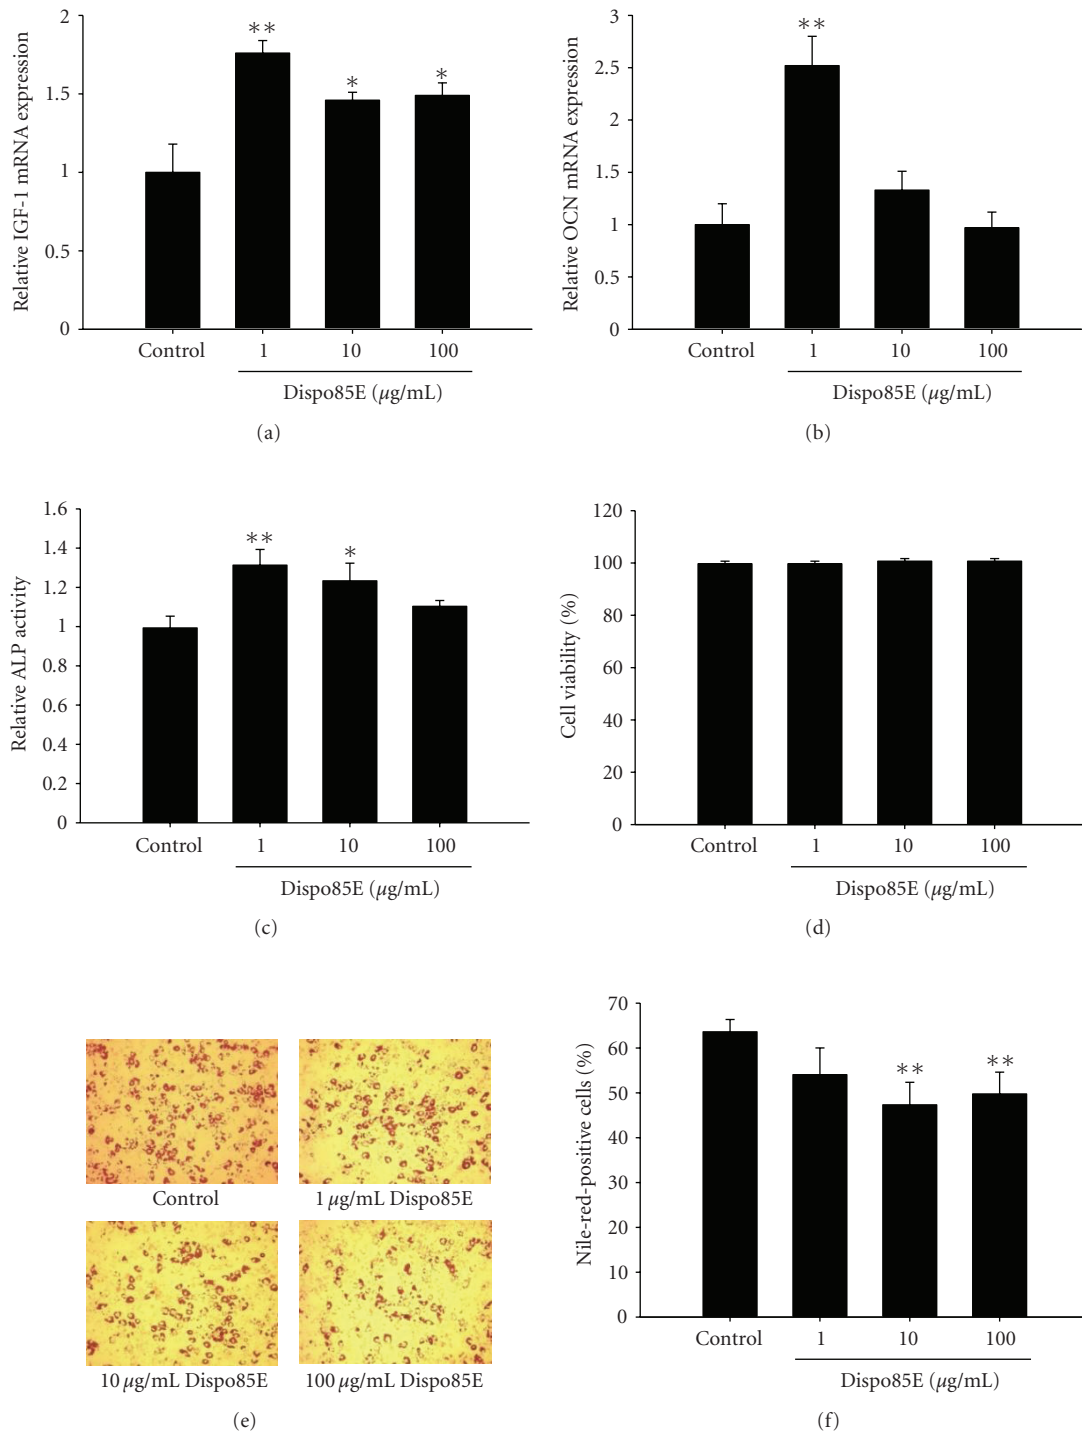 Relative IGF-1 mRNA expression
2
1.5
1
0.5
0
**
*
*
Control
1
10
100
Dispo85E (µg/mL)
(a)
Relative OCN mRNA expression
3
2.5
2
1.5
1
0.5
0
**
Control
1
10
100
Dispo85E (µg/mL)
(b)
Relative ALP activity
1.6
1.4
1.2
1
0.8
0.6
0.4
0.2
0
**
*
Control
1
10
100
Dispo85E (µg/mL)
(c)
Cell viability (%)
120
100
80
60
40
20
0
Control
1
10
100
Dispo85E (µg/mL)
(d)
Control
1 µg/mL Dispo85E
10 µg/mL Dispo85E
100 µg/mL Dispo85E
(e)
Nile-red-positive cells (%)
70
60
50
40
30
20
10
0
**
**
Control
1
10
100
Dispo85E (µg/mL)
(f)